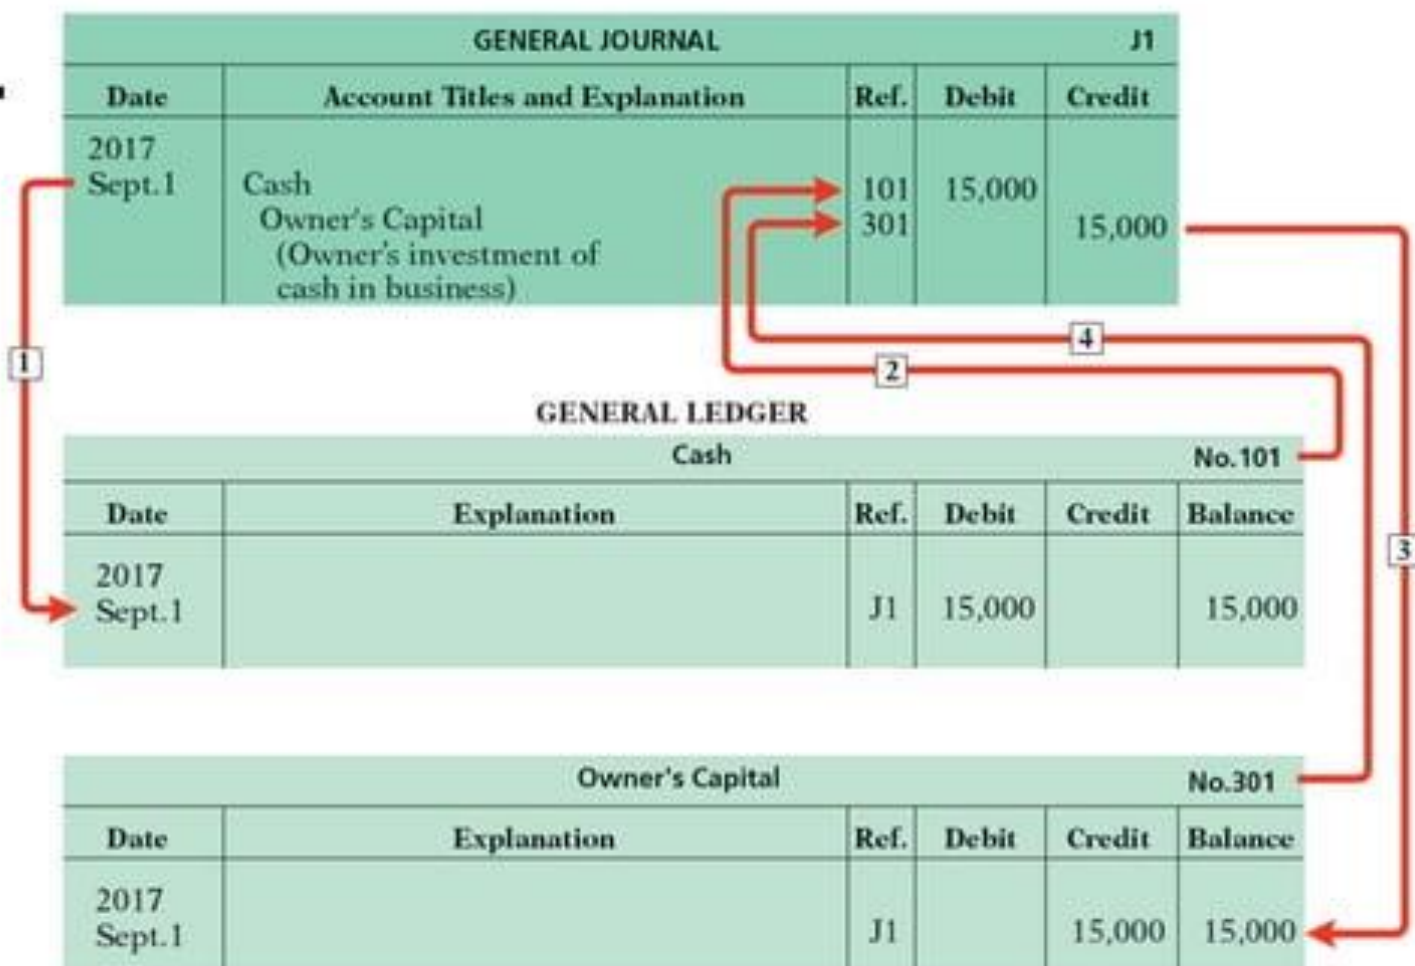 GENERAL JOURNAL J1
Date Account Titles and Explanation Ref. Debit Credit
2017
Sept.1 Cash 101 15,000
Owner's Capital 301 15,000
(Owner's investment of
cash in business)
1
4
2
GENERAL LEDGER
Cash No.101
Date Explanation Ref. Debit Credit Balance
3
2017
Sept.1 J1 15,000 15,000
Owner's Capital No.301
Date Explanation Ref. Debit Credit Balance
2017
Sept.1 J1 15,000 15,000